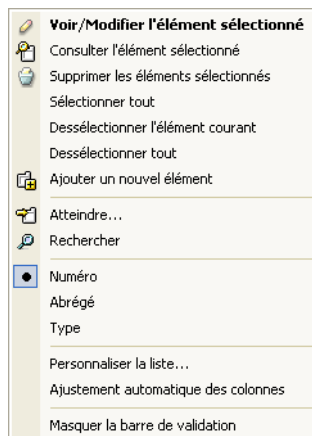 Voir/Modifier l'élément sélectionné
Consulter l'élément sélectionné
Supprimer les éléments sélectionnés
Sélectionner tout
Dessélectionner l'élément courant
Dessélectionner tout
Ajouter un nouvel élément
Atteindre...
Rechercher
Numéro
Abrégé
Type
Personnaliser la liste...
Ajustement automatique des colonnes
Masquer la barre de validation